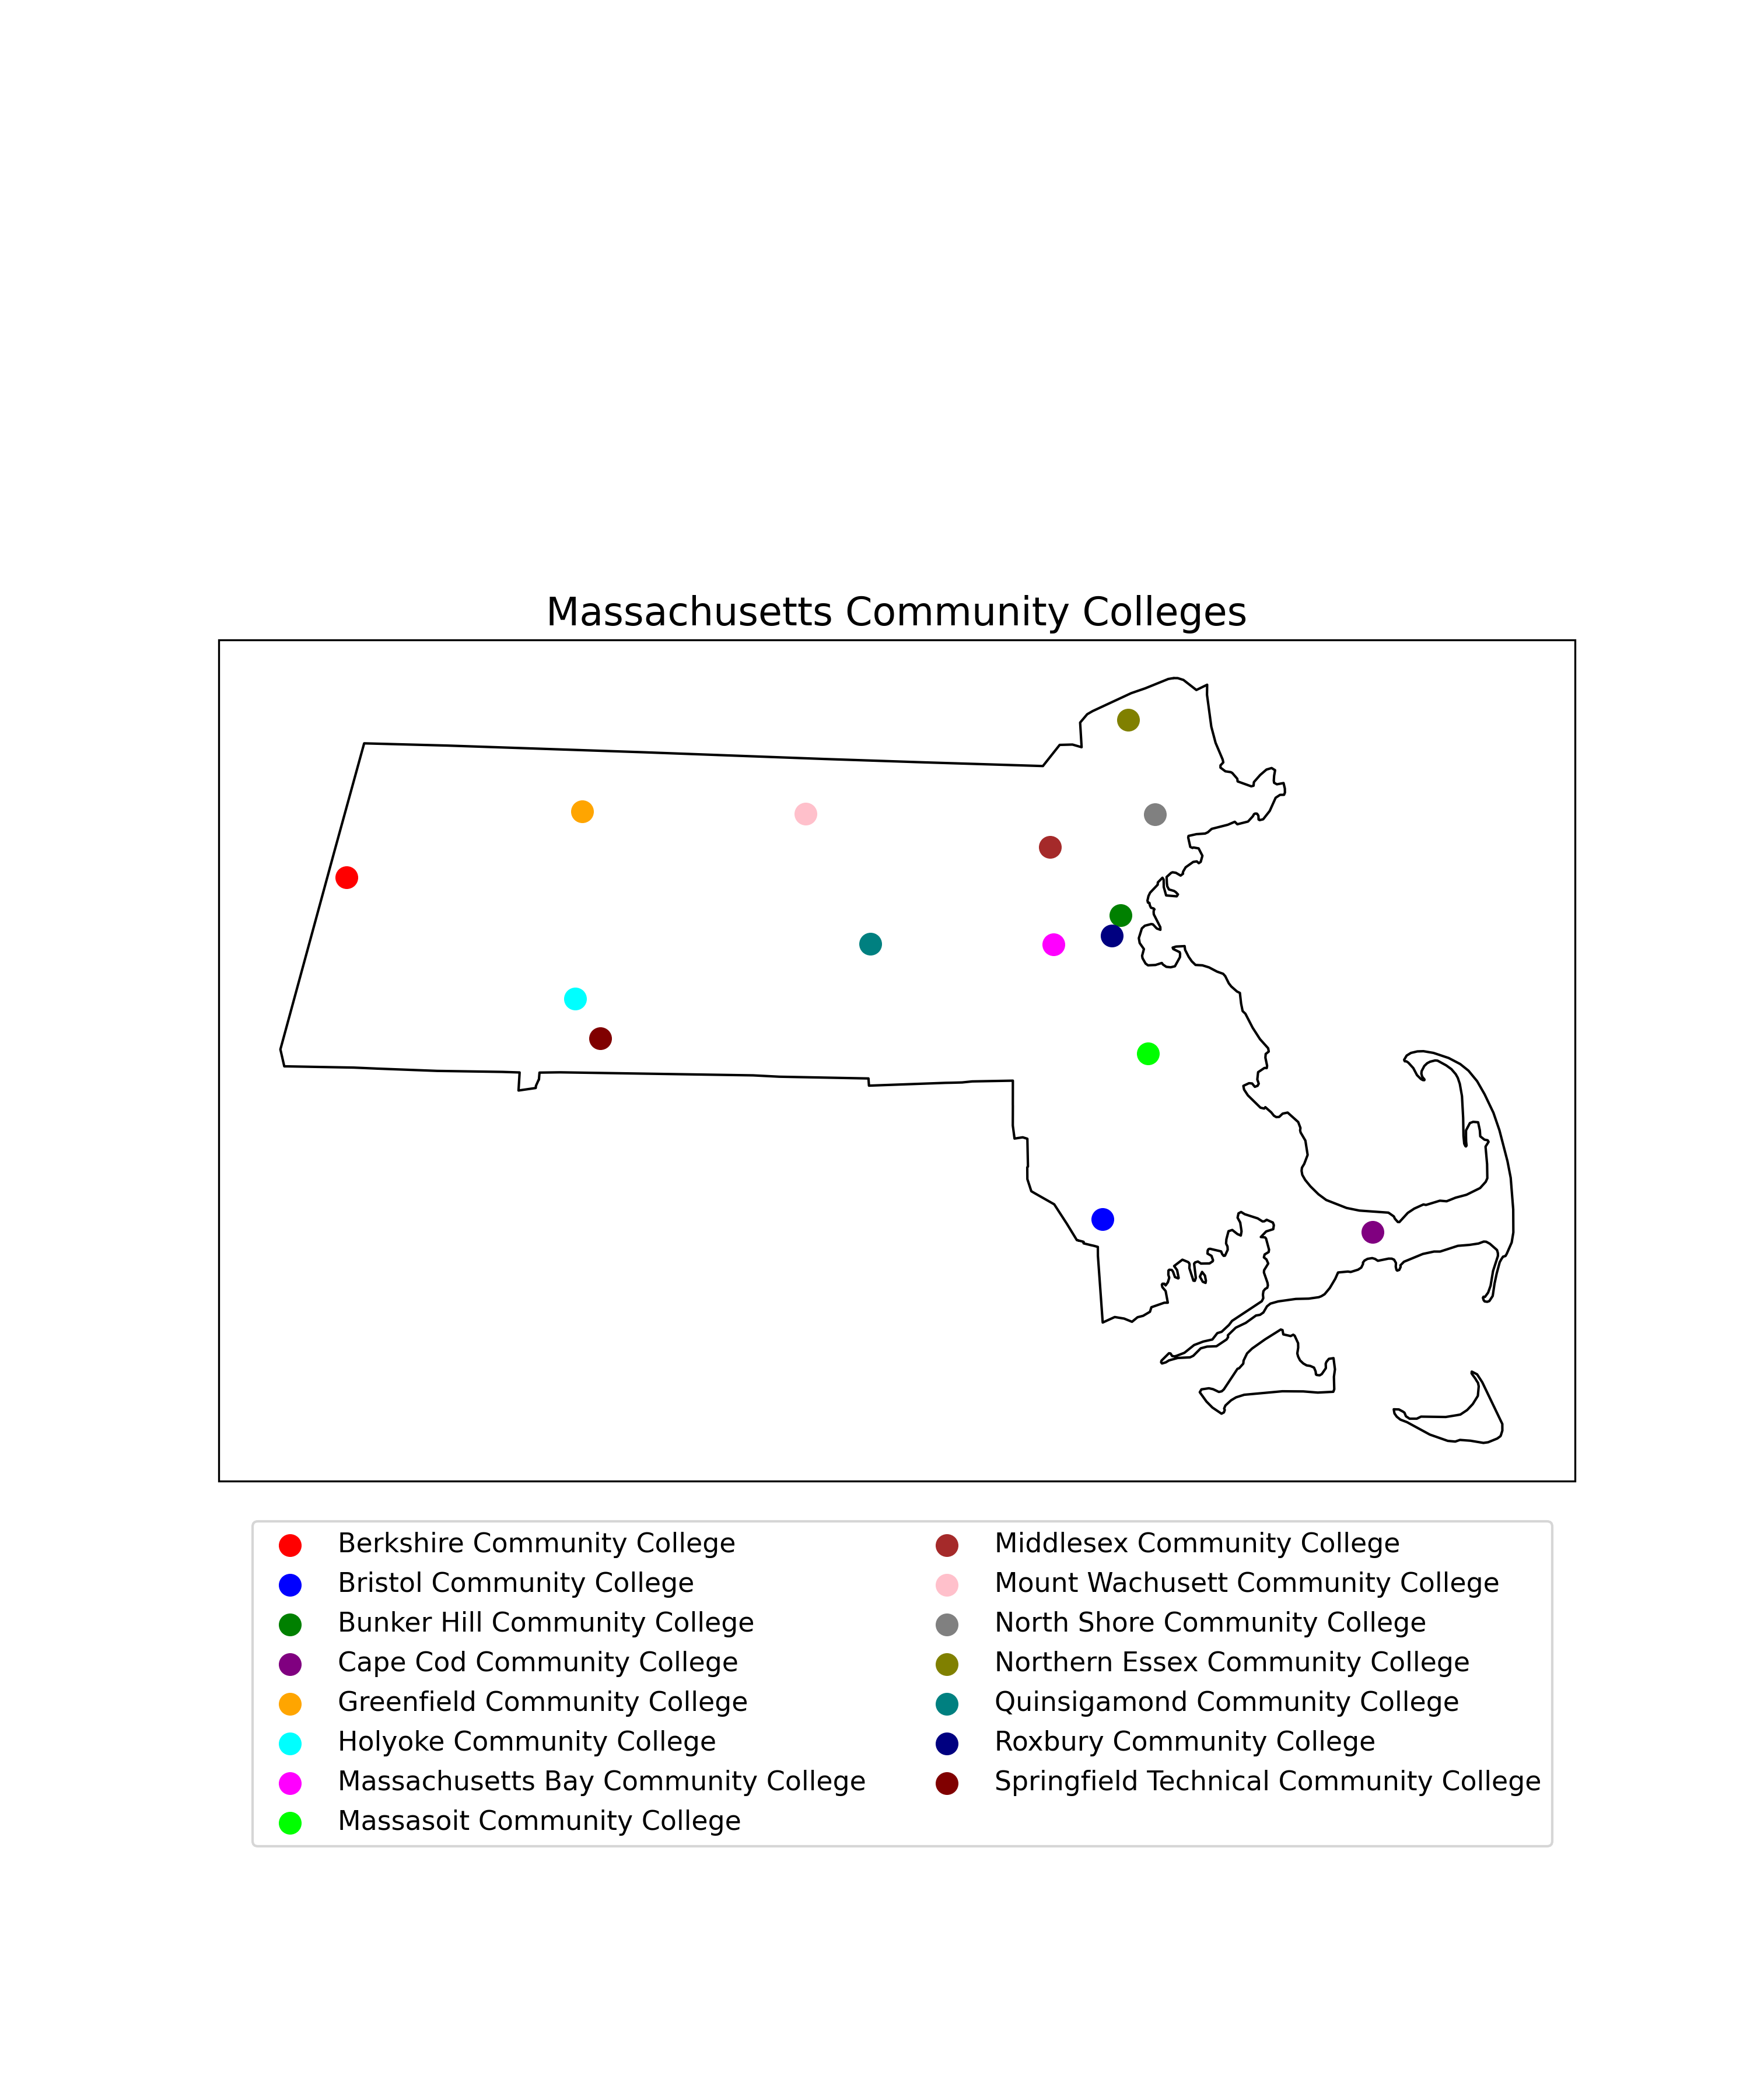 Massachusetts Community Colleges
Berkshire Community College
Bristol Community College
Bunker Hill Community College
Cape Cod Community College
Greenfield Community College
Holyoke Community College
Massachusetts Bay Community College
Massasoit Community College
Middlesex Community College
Mount Wachusett Community College
North Shore Community College
Northern Essex Community College
Quinsigamond Community College
Roxbury Community College
Springfield Technical Community College